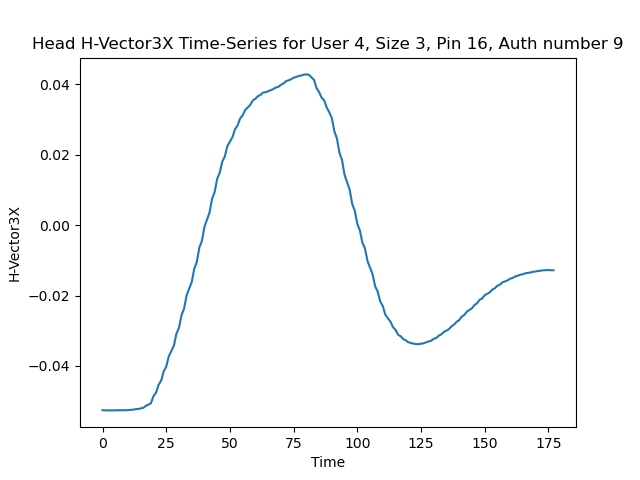 Head H-Vector3X Time-Series for User 4, Size 3, Pin 16, Auth number 9
0.04
0.02
0.00
−0.02
−0.04
H-Vector3X
0 25 50 75 100 125 150 175
Time